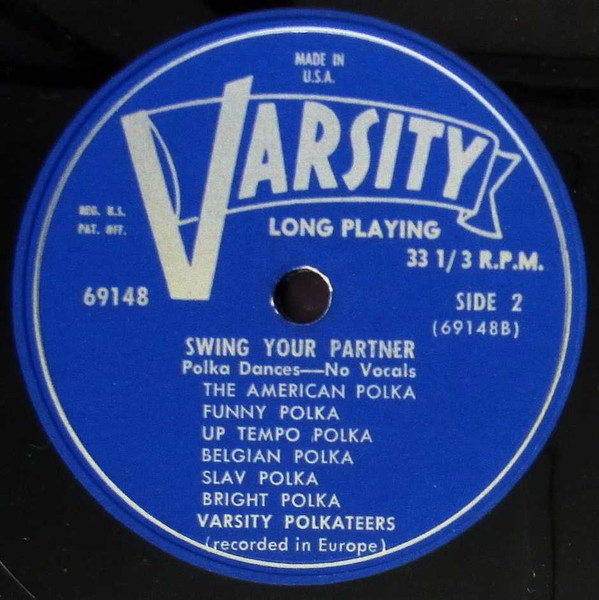 MADE IN
U.S.A.
VARSITY
REG. U.S.
PAT. OFF.
LONG PLAYING
33 1/3 R.P.M.
69148
SIDE 2
(69148B)
SWING YOUR PARTNER
Polka Dances—No Vocals
THE AMERICAN POLKA
FUNNY POLKA
UP TEMPO POLKA
BELGIAN POLKA
SLAV POLKA
BRIGHT POLKA
VARSITY POLKATEERS
(recorded in Europe)